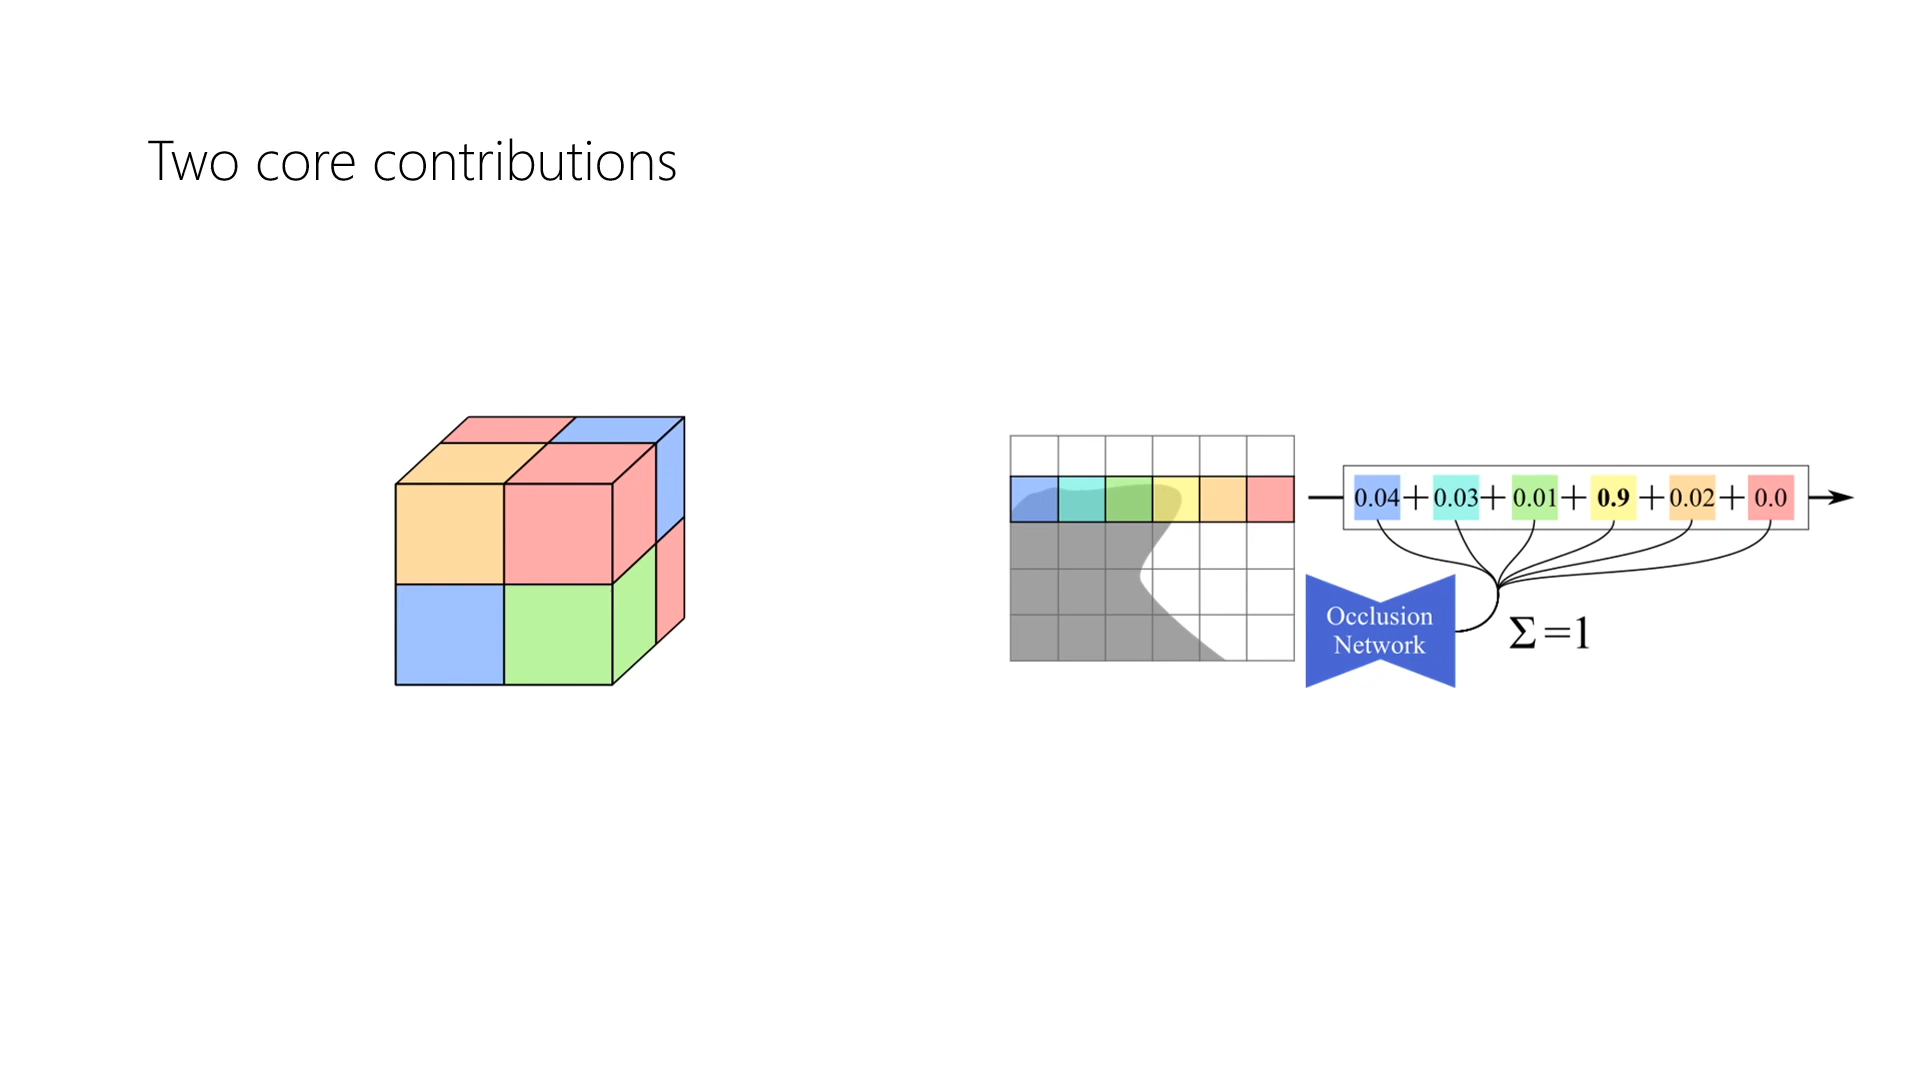 Two core contributions
0.04 + 0.03 + 0.01 + 0.9 + 0.02 + 0.0
Occlusion
Network
Σ=1